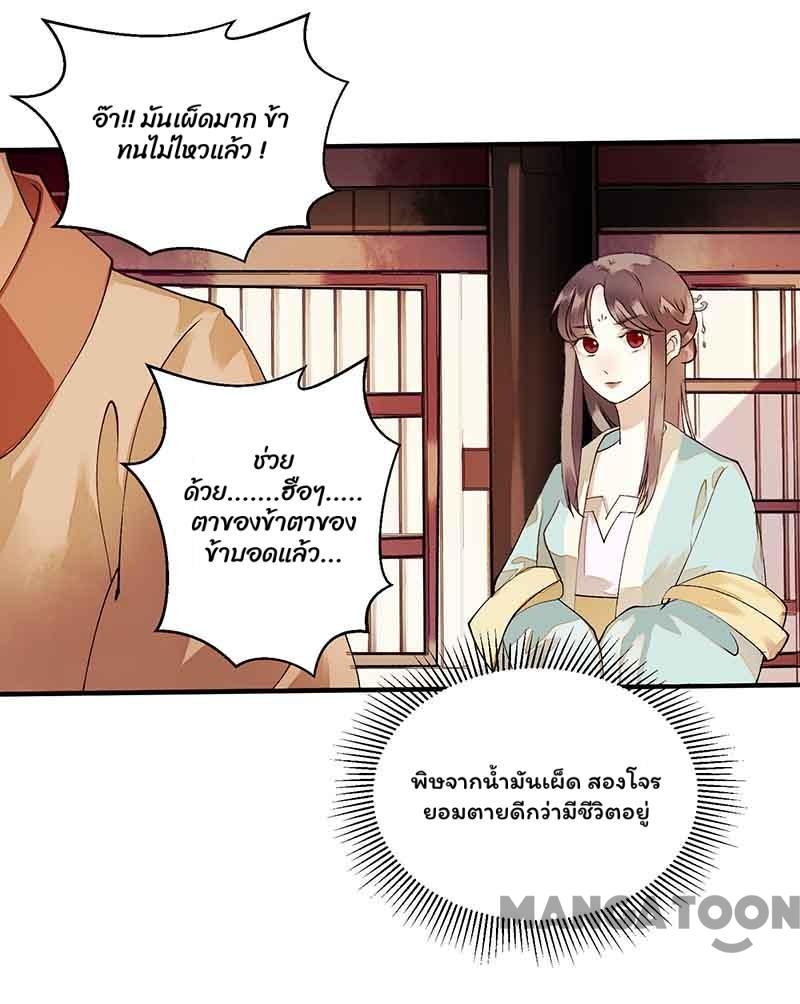 อ๊า!! มันเผ็ดมาก ข้า
ทนไม่ไหวแล้ว !
ช่วย
ด้วย.......ฮือๆ.....
ตาของข้าตาของ
ข้าบอดแล้ว...
พิษจากน้ำมันเผ็ด สองโจร
ยอมตายดีกว่ามีชีวิตอยู่
MANGATOON